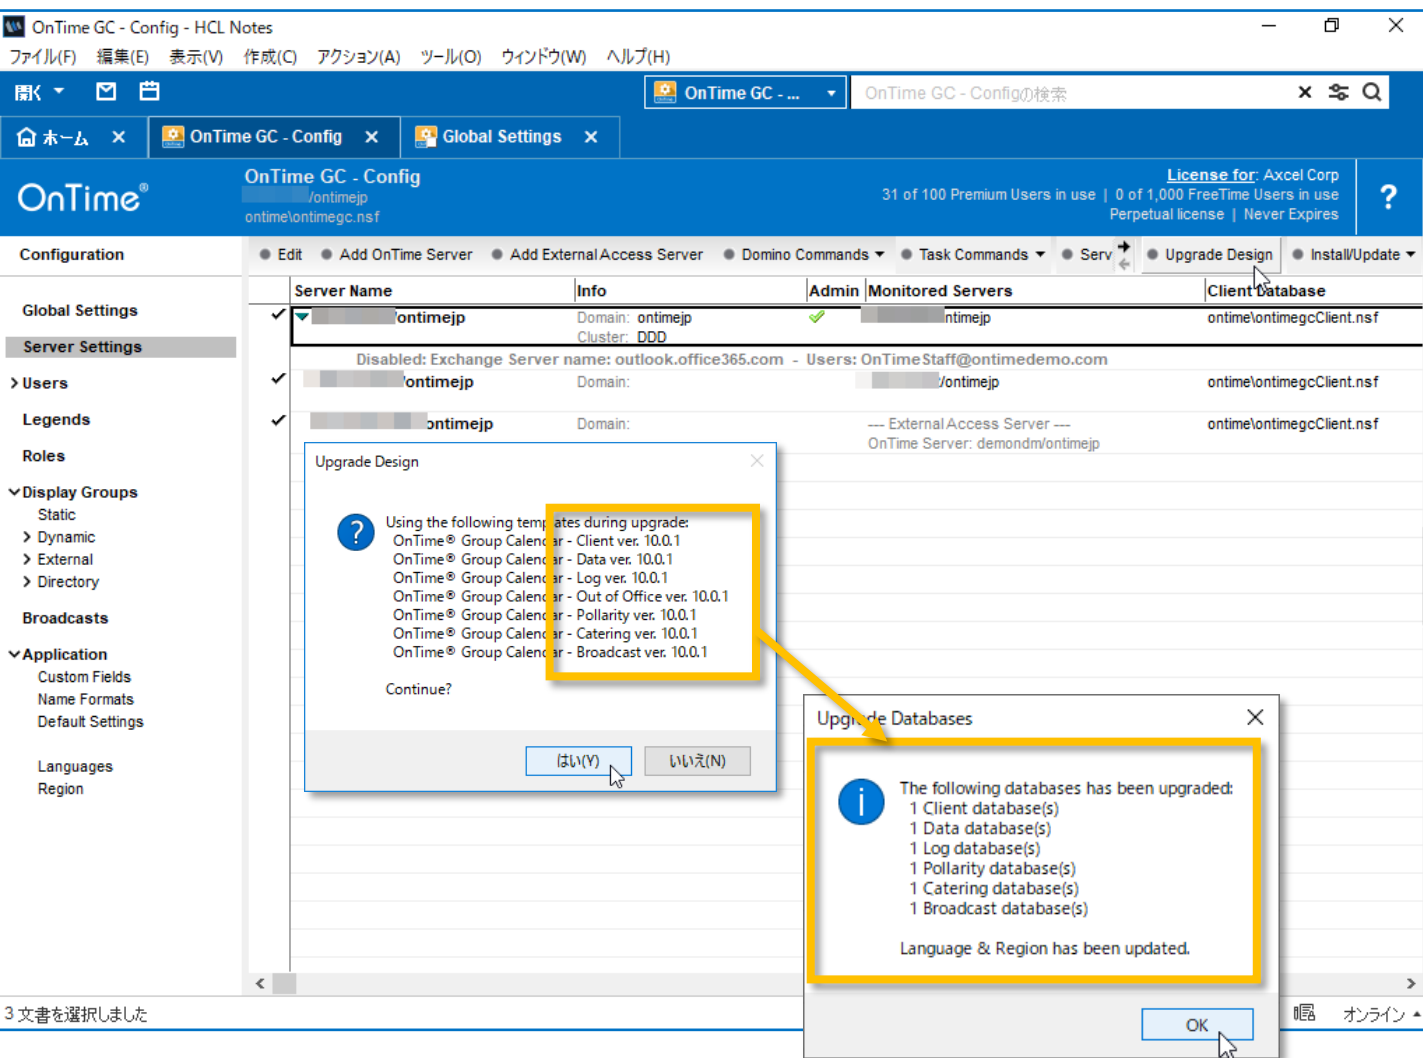 OnTime GC - Config - HCL Notes
ファイル(F) 編集(E) 表示(V) 作成(C) アクション(A) ツール(O) ウィンドウ(W) ヘルプ(H)
開く
OnTime GC - ...
OnTime GC - Configの検索
ホーム
OnTime GC - Config
Global Settings
OnTime®
OnTime GC - Config
/ontimejp
ontime\ontimegc.nsf
License for: Axcel Corp
31 of 100 Premium Users in use | 0 of 1,000 FreeTime Users in use
Perpetual license | Never Expires
?
Configuration
Edit Add OnTime Server Add External Access Server Domino Commands Task Commands Serv Upgrade Design Install/Update
Server Name Info Admin Monitored Servers Client Database
Global Settings
Server Settings
Users
Legends
Roles
Display Groups
Static
Dynamic
External
Directory
Broadcasts
Application
Custom Fields
Name Formats
Default Settings
Languages
Region
ontimejp Domain: ontimejp ntimejp ontime\ontimegcClient.nsf
Cluster: DDD
Disabled: Exchange Server name: outlook.office365.com - Users: OnTimeStaff@ontimedemo.com
/ontimejp Domain: /ontimejp ontime\ontimegcClient.nsf
ontimejp Domain: --- External Access Server --- ontime\ontimegcClient.nsf
OnTime Server: demondm/ontimejp
Upgrade Design
Using the following templates during upgrade:
OnTime® Group Calendar - Client ver. 10.0.1
OnTime® Group Calendar - Data ver. 10.0.1
OnTime® Group Calendar - Log ver. 10.0.1
OnTime® Group Calendar - Out of Office ver. 10.0.1
OnTime® Group Calendar - Pollarity ver. 10.0.1
OnTime® Group Calendar - Catering ver. 10.0.1
OnTime® Group Calendar - Broadcast ver. 10.0.1
Continue?
はい(Y) いいえ(N)
Upgrade Databases
The following databases has been upgraded:
1 Client database(s)
1 Data database(s)
1 Log database(s)
1 Pollarity database(s)
1 Catering database(s)
1 Broadcast database(s)
Language & Region has been updated.
OK
3 文書を選択しました
オンライン